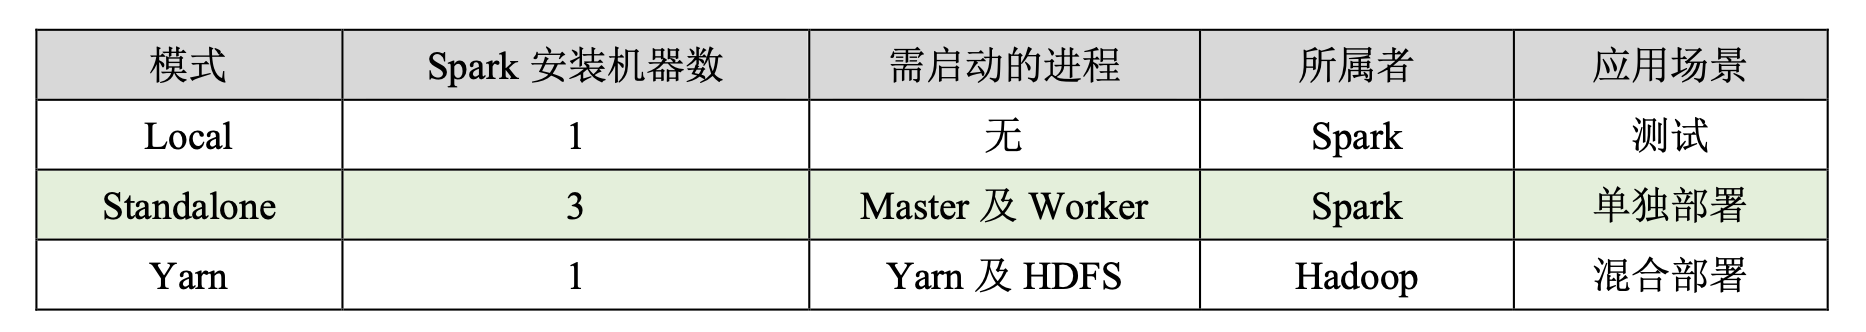 模式 Spark 安装机器数 需启动的进程 所属者 应用场景
Local 1 无 Spark 测试
Standalone 3 Master 及 Worker Spark 单独部署
Yarn 1 Yarn 及 HDFS Hadoop 混合部署